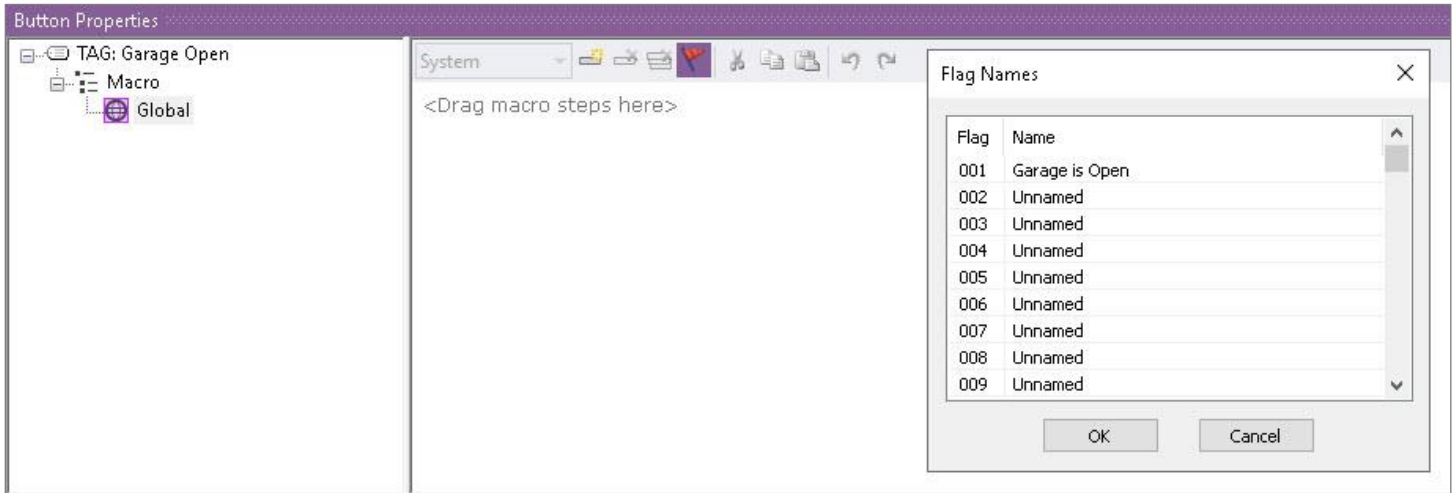 Button Properties
TAG: Garage Open
Macro
Global
System
<Drag macro steps here>
Flag Names
Flag Name
001 Garage is Open
002 Unnamed
003 Unnamed
004 Unnamed
005 Unnamed
006 Unnamed
007 Unnamed
008 Unnamed
009 Unnamed
OK Cancel